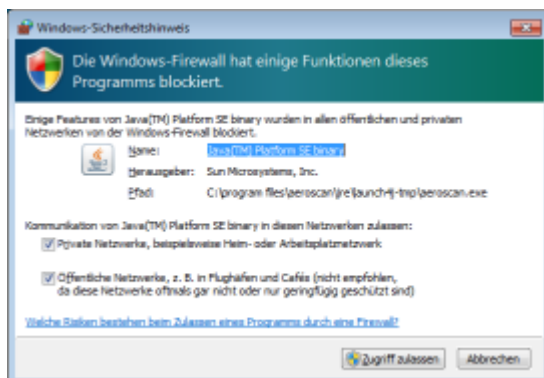 Windows-Sicherheitshinweis
Die Windows-Firewall hat einige Funktionen dieses
Programms blockiert.
Einige Features von Java(TM) Platform SE binary wurden in allen öffentlichen und privaten
Netzwerken von der Windows-Firewall blockiert.
Name: Java(TM) Platform SE binary
Herausgeber: Sun Microsystems, Inc.
Pfad: C:\program files\aeroscan\jre\launch4j-tmp\aeroscan.exe
Kommunikation von Java(TM) Platform SE binary in diesen Netzwerken zulassen:
Private Netzwerke, beispielsweise Heim- oder Arbeitsplatznetzwerk
Öffentliche Netzwerke, z. B. in Flughäfen und Cafés (nicht empfohlen,
da diese Netzwerke oftmals gar nicht oder nur geringfügig geschützt sind)
Welche Risiken bestehen beim Zulassen eines Programms durch eine Firewall?
Zugriff zulassen Abbrechen